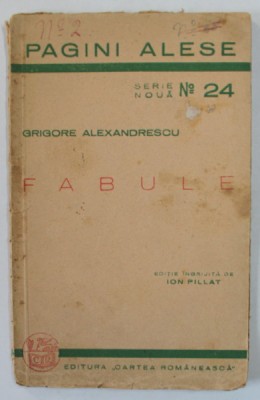 PAGINI ALESE
SERIE
NOUĂ Nº 24
GRIGORE ALEXANDRESCU
FABULE
EDIȚIE ÎNGRIJITĂ DE
ION PILLAT
EDITURA „CARTEA ROMÂNEASCĂ"